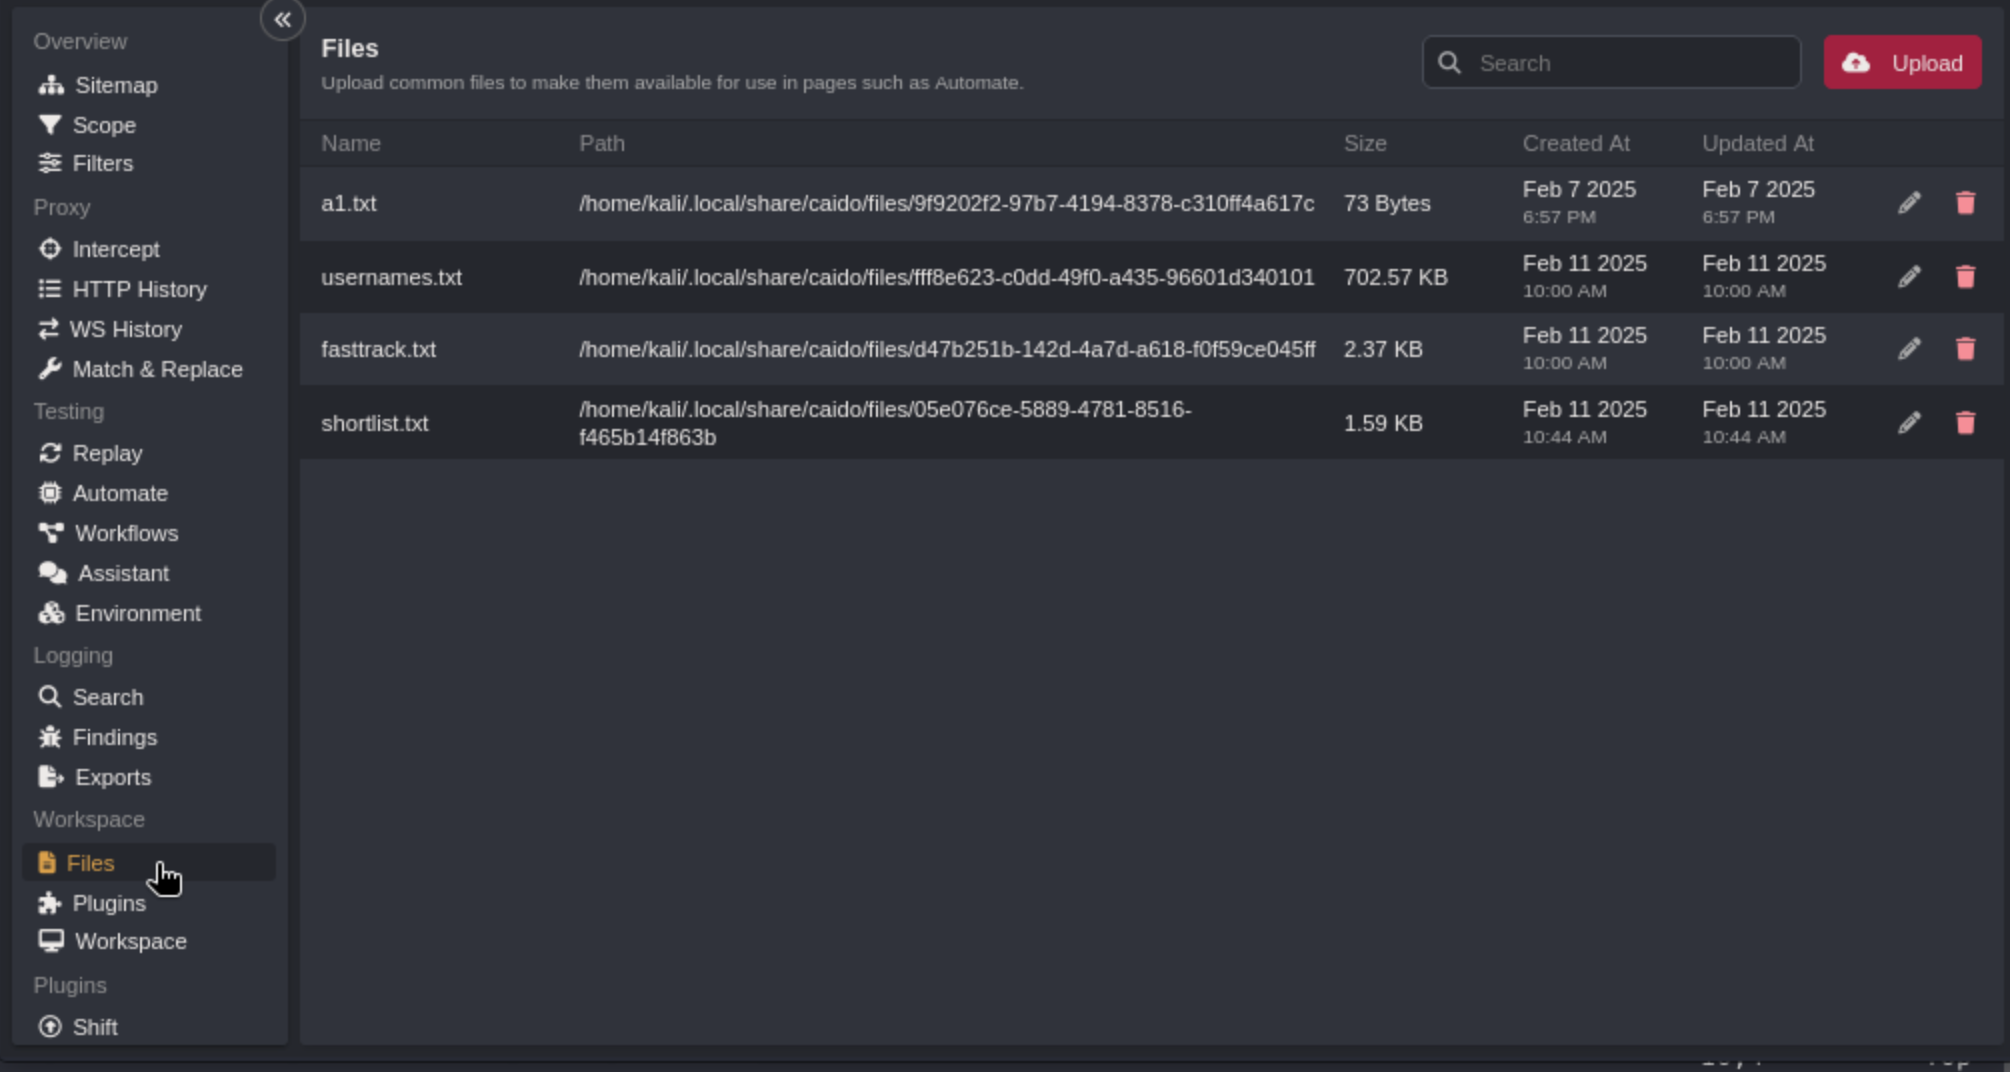 Overview
Sitemap
Scope
Filters
Proxy
Intercept
HTTP History
WS History
Match & Replace
Testing
Replay
Automate
Workflows
Assistant
Environment
Logging
Search
Findings
Exports
Workspace
Files
Plugins
Workspace
Plugins
Shift
Files
Upload common files to make them available for use in pages such as Automate.
Search
Upload
Name Path Size Created At Updated At
a1.txt /home/kali/.local/share/caido/files/9f9202f2-97b7-4194-8378-c310ff4a617c 73 Bytes Feb 7 2025 Feb 7 2025
6:57 PM 6:57 PM
usernames.txt /home/kali/.local/share/caido/files/fff8e623-c0dd-49f0-a435-96601d340101 702.57 KB Feb 11 2025 Feb 11 2025
10:00 AM 10:00 AM
fasttrack.txt /home/kali/.local/share/caido/files/d47b251b-142d-4a7d-a618-f0f59ce045ff 2.37 KB Feb 11 2025 Feb 11 2025
10:00 AM 10:00 AM
shortlist.txt /home/kali/.local/share/caido/files/05e076ce-5889-4781-8516- 1.59 KB Feb 11 2025 Feb 11 2025
f465b14f863b 10:44 AM 10:44 AM